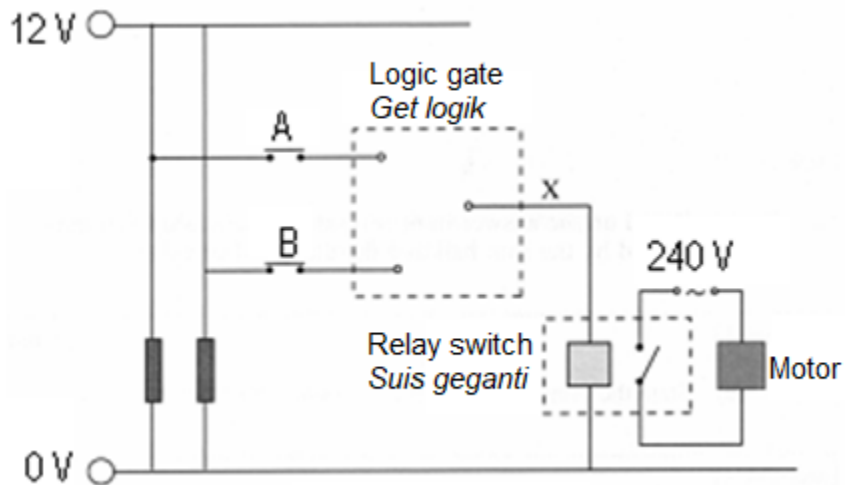 12 V
Logic gate
Get logik
A
X
B
240 V
~
Relay switch
Suis geganti
Motor
0 V